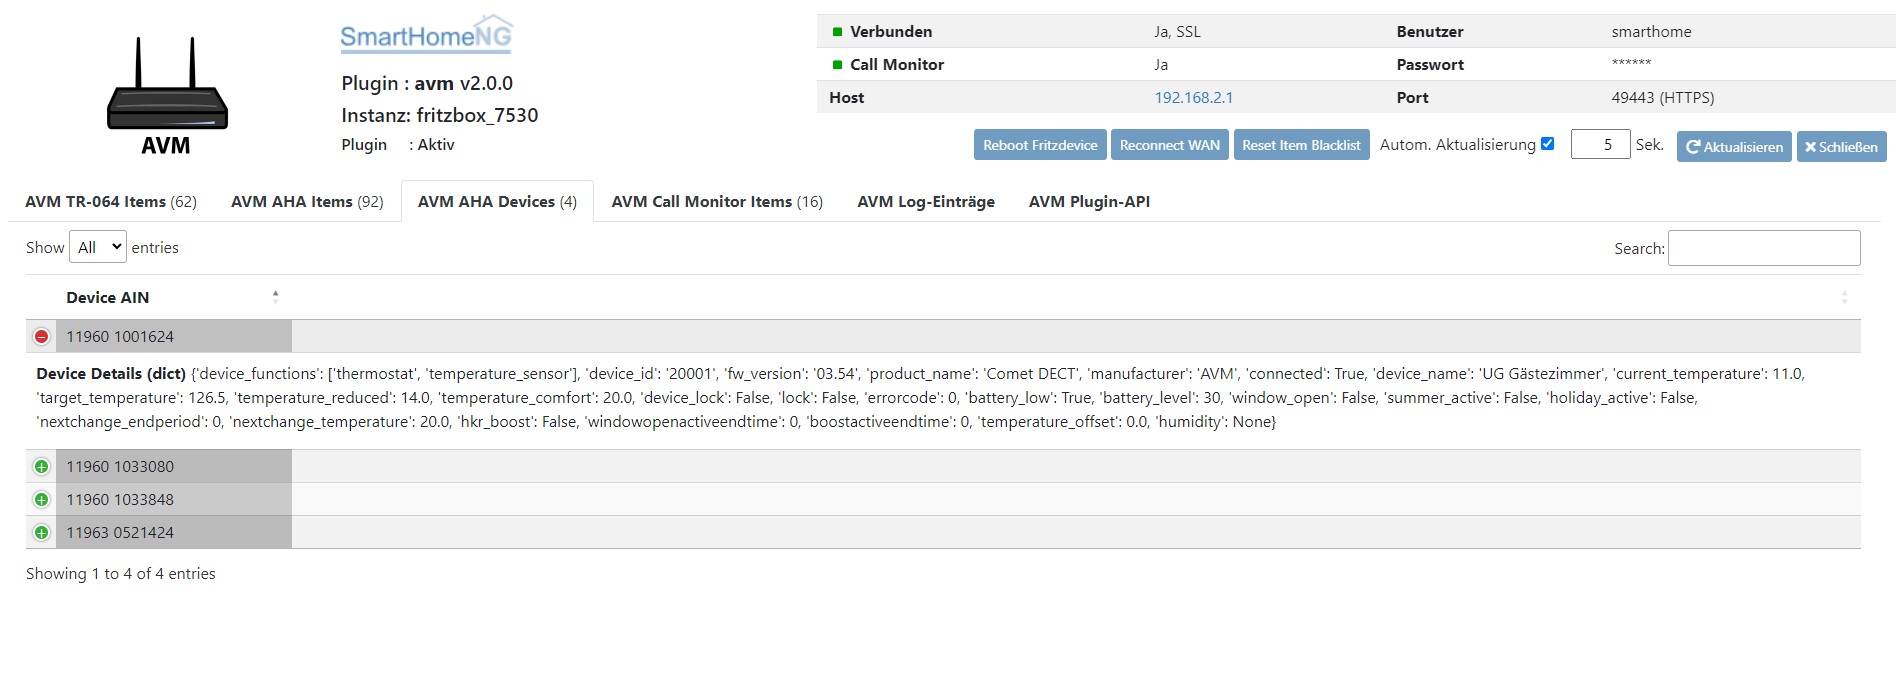 SmartHomeNG
AVM
Plugin : avm v2.0.0
Instanz: fritzbox_7530
Plugin : Aktiv
Verbunden Ja, SSL Benutzer smarthome
Call Monitor Ja Passwort ******
Host 192.168.2.1 Port 49443 (HTTPS)
Reboot Fritzdevice Reconnect WAN Reset Item Blacklist Autom. Aktualisierung 5 Sek. Aktualisieren Schließen
AVM TR-064 Items (62) AVM AHA Items (92) AVM AHA Devices (4) AVM Call Monitor Items (16) AVM Log-Einträge AVM Plugin-API
Show All entries Search:
Device AIN
11960 1001624
Device Details (dict) {'device_functions': ['thermostat', 'temperature_sensor'], 'device_id': '20001', 'fw_version': '03.54', 'product_name': 'Comet DECT', 'manufacturer': 'AVM', 'connected': True, 'device_name': 'UG Gästezimmer', 'current_temperature': 11.0,
'target_temperature': 126.5, 'temperature_reduced': 14.0, 'temperature_comfort': 20.0, 'device_lock': False, 'lock': False, 'errorcode': 0, 'battery_low': True, 'battery_level': 30, 'window_open': False, 'summer_active': False, 'holiday_active': False,
'nextchange_endperiod': 0, 'nextchange_temperature': 20.0, 'hkr_boost': False, 'windowopenactiveendtime': 0, 'boostactiveendtime': 0, 'temperature_offset': 0.0, 'humidity': None}
11960 1033080
11960 1033848
11963 0521424
Showing 1 to 4 of 4 entries